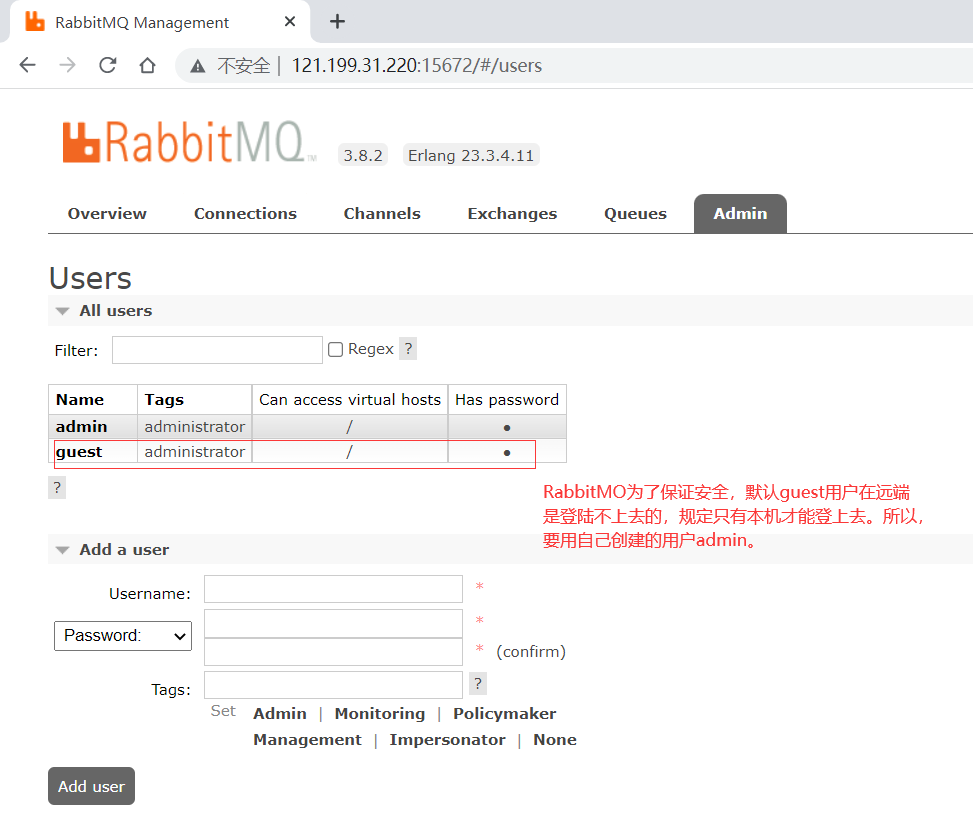 RabbitMQ Management
不安全 | 121.199.31.220:15672/#/users
RabbitMQ TM 3.8.2 Erlang 23.3.4.11
Overview Connections Channels Exchanges Queues Admin
Users
All users
Filter: Regex ?
Name Tags Can access virtual hosts Has password
admin administrator / ●
guest administrator / ●
?
RabbitMO为了保证安全，默认guest用户在远端
是登陆不上去的，规定只有本机才能登上去。所以，
要用自己创建的用户admin。
Add a user
Username: *
Password: *
* (confirm)
Tags: ?
Set Admin | Monitoring | Policymaker
Management | Impersonator | None
Add user